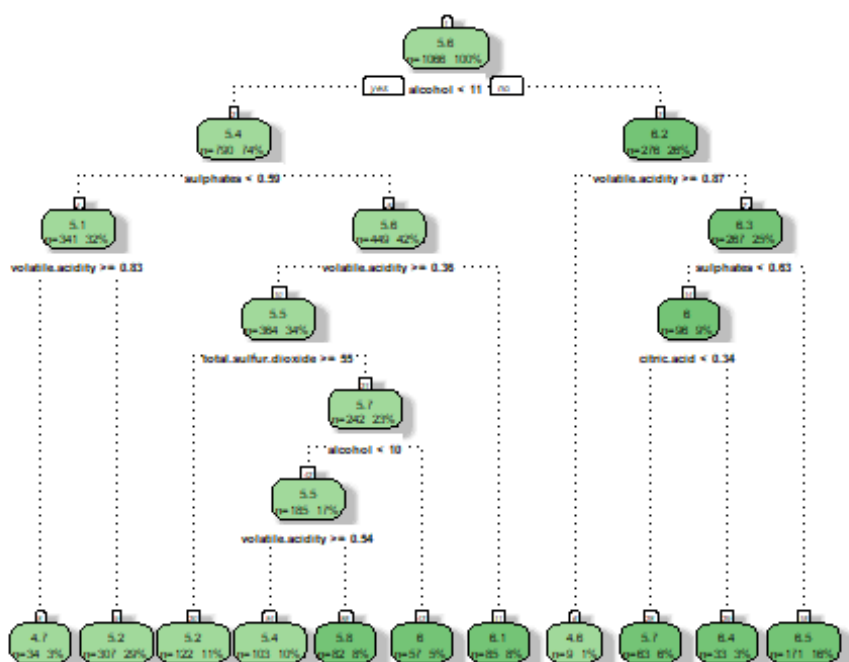 5.6
n=1066 100%
yes alcohol < 11 no
5.4
n=790 74%
6.2
n=276 26%
sulphates < 0.59
volatile.acidity >= 0.87
5.1
n=341 32%
5.6
n=449 42%
6.3
n=267 25%
volatile.acidity >= 0.83
volatile.acidity >= 0.36
sulphates < 0.63
5.5
n=364 34%
6
n=96 9%
total.sulfur.dioxide >= 55
citric.acid < 0.34
5.7
n=242 23%
alcohol < 10
5.5
n=185 17%
volatile.acidity >= 0.54
4.7
n=34 3%
5.2
n=307 29%
5.2
n=122 11%
5.4
n=103 10%
5.8
n=82 8%
6
n=57 5%
6.1
n=85 8%
4.6
n=9 1%
5.7
n=63 6%
6.4
n=33 3%
6.5
n=171 16%